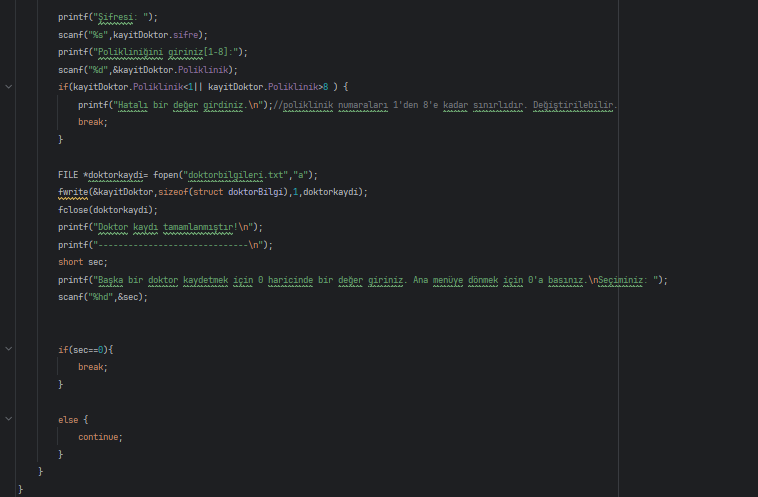 printf("Şifresi: ");
scanf("%s",kayitDoktor.sifre);
printf("Polikliniğini giriniz[1-8]:");
scanf("%d",&kayitDoktor.Poliklinik);
if(kayitDoktor.Poliklinik<1|| kayitDoktor.Poliklinik>8 ) {
printf("Hatalı bir değer girdiniz.\n");//poliklinik numaraları 1'den 8'e kadar sınırlıdır. Değiştirilebilir.
break;
}
FILE *doktorkaydi= fopen("doktorbilgileri.txt","a");
fwrite(&kayitDoktor,sizeof(struct doktorBilgi),1,doktorkaydi);
fclose(doktorkaydi);
printf("Doktor kaydı tamamlanmıştır!\n");
printf("------------------------------\n");
short sec;
printf("Başka bir doktor kaydetmek için 0 haricinde bir değer giriniz. Ana menüye dönmek için 0'a basınız.\nSeçiminiz: ");
scanf("%hd",&sec);
if(sec==0){
break;
}
else {
continue;
}
}
}